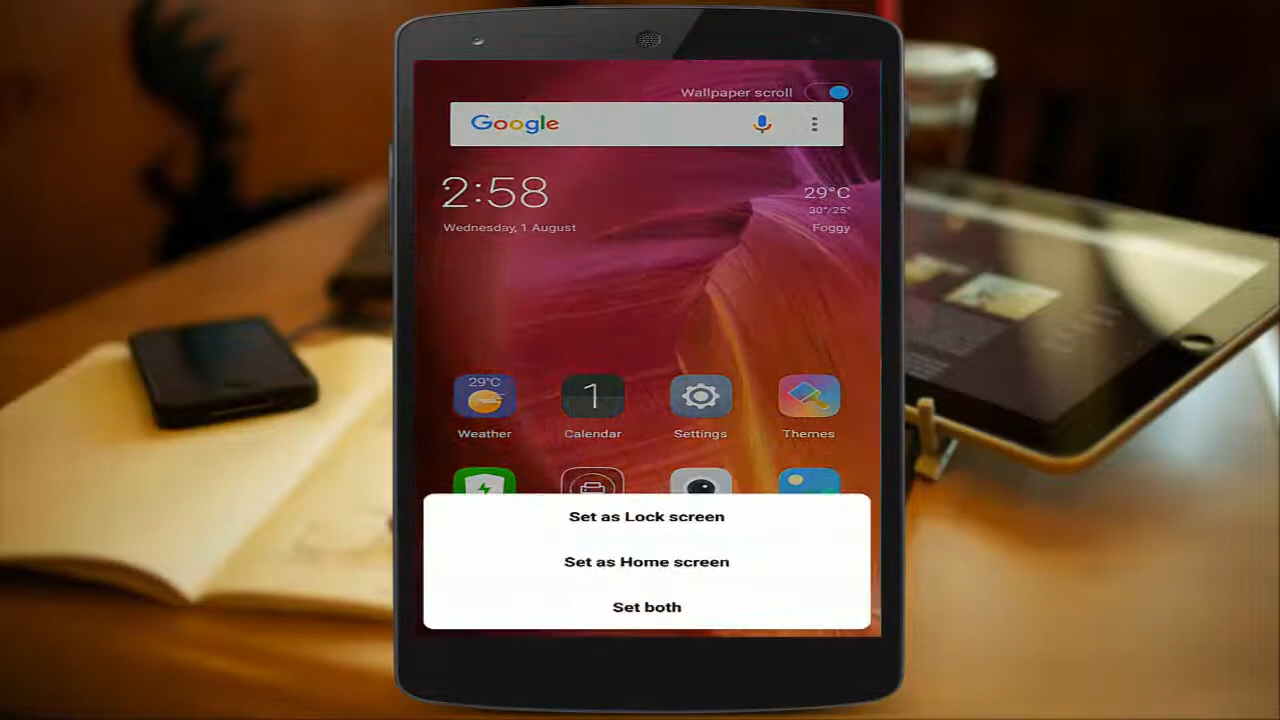 Wallpaper scroll
Google
2:58
Wednesday, 1 August
29°C
30°/25°
Foggy
29°C
1
Weather
Calendar
Settings
Themes
Set as Lock screen
Set as Home screen
Set both